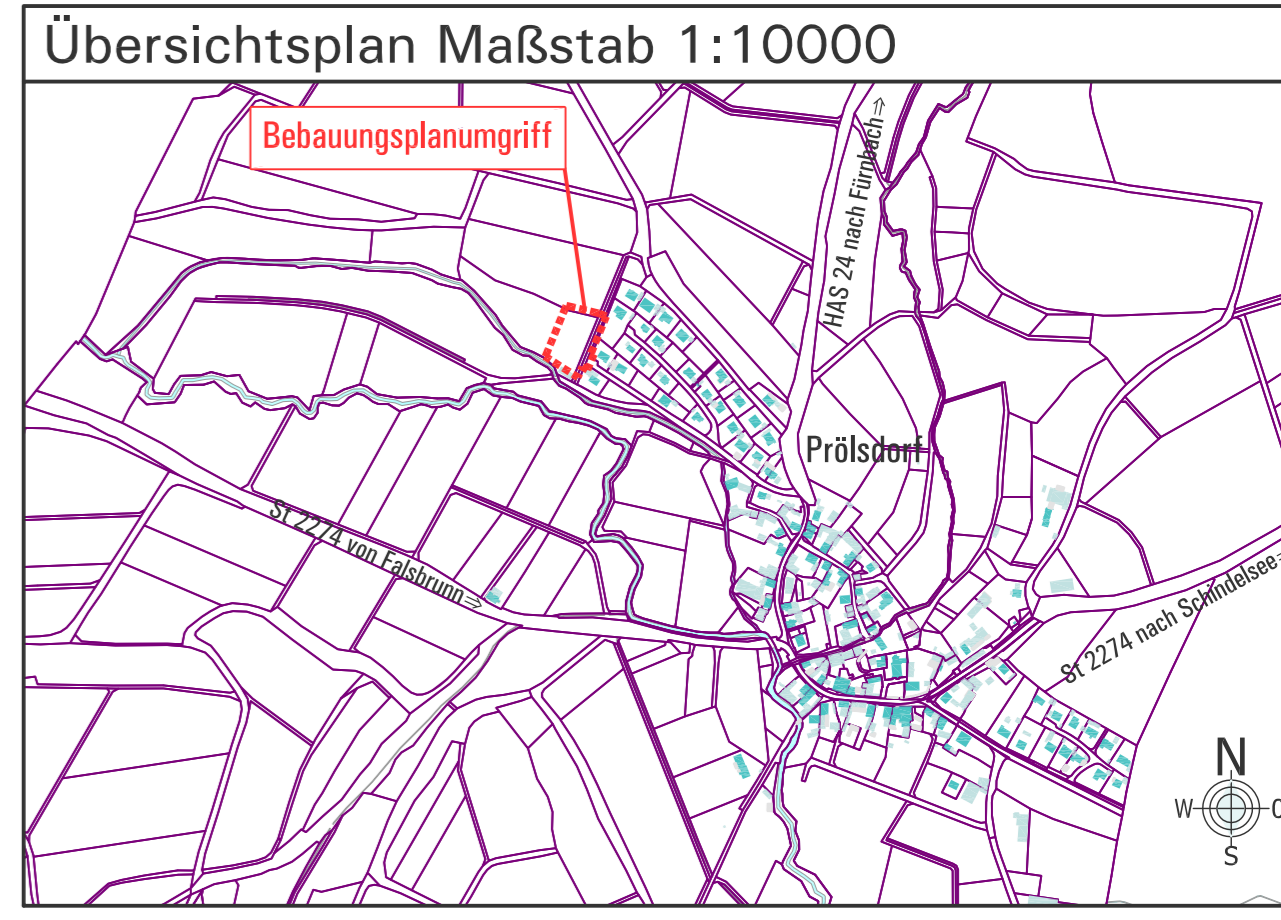 Übersichtsplan Maßstab 1:10000
Bebauungsplanumgriff
HAS 24 nach Fürnbach⇒
Prölsdorf
St 2274 von Falsbrunn⇒
St 2274 nach Schindelsee⇒
N
W
O
S